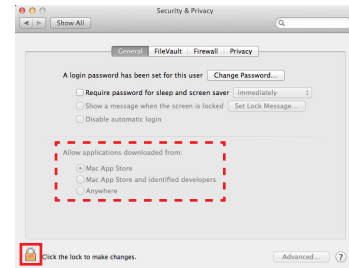 Security & Privacy
Show All
General FileVault Firewall Privacy
A login password has been set for this user Change Password...
Require password for sleep and screen saver immediately
Show a message when the screen is locked Set Lock Message...
Disable automatic login
Allow applications downloaded from:
Mac App Store
Mac App Store and identified developers
Anywhere
Click the lock to make changes. Advanced... ?